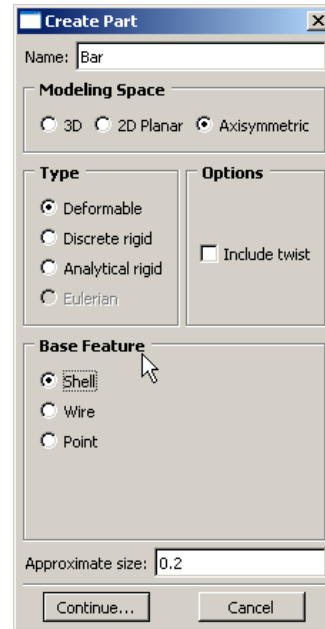 Create Part
Name: Bar
Modeling Space
3D 2D Planar Axisymmetric
Type Options
Deformable
Discrete rigid
Include twist
Analytical rigid
Eulerian
Base Feature
Shell
Wire
Point
Approximate size: 0.2
Continue... Cancel